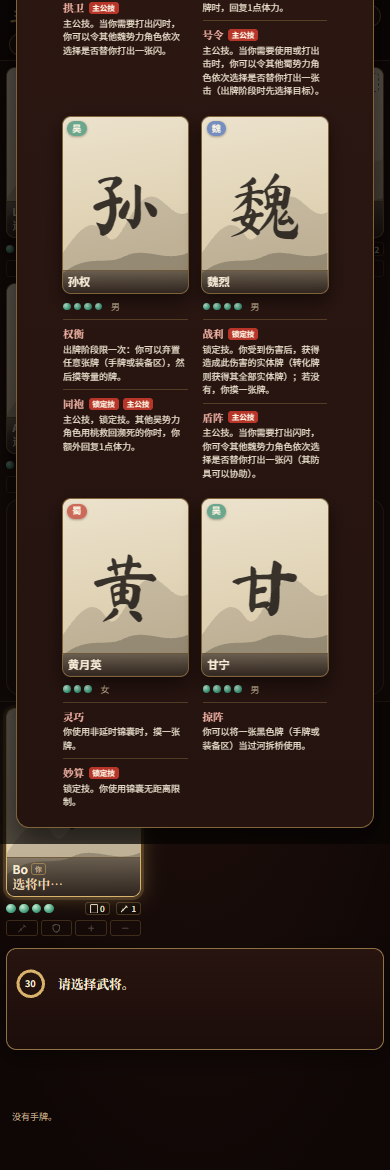 拱卫 主公技
主公技。当你需要打出闪时，
你可以令其他魏势力角色依次
选择是否替你打出一张闪。
时，回复1点体力。
号令 主公技
主公技。当你需要使用或打出
击时，你可以令其他蜀势力角
色依次选择是否替你打出一张
击（出牌阶段时先选择目标）。
吴
孙
孙权
男
权衡
出牌阶段限一次：你可以弃置
任意张牌（手牌或装备区），然
后摸等量的牌。
同袍 锁定技 主公技
主公技，锁定技。其他吴势力
角色用桃救回濒死的你时，你
额外回复1点体力。
魏
魏
魏烈
男
战利 锁定技
锁定技。你受到伤害后，获得
造成此伤害的实体牌（转化牌
则获得其全部实体牌）；若没
有，你摸一张牌。
盾阵 主公技
主公技。当你需要打出闪时，
你可以令其他魏势力角色依次
选择是否替你打出一张闪（其防
具可以协助）。
蜀
黄
黄月英
女
灵巧
你使用非延时锦囊时，摸一张
牌。
妙算 锁定技
锁定技。你使用锦囊无距离限
制。
吴
甘
甘宁
男
掠阵
你可以将一张黑色牌（手牌或
装备区）当过河拆桥使用。
Bo 你
选将中…
0
1
30
请选择武将。
没有手牌。